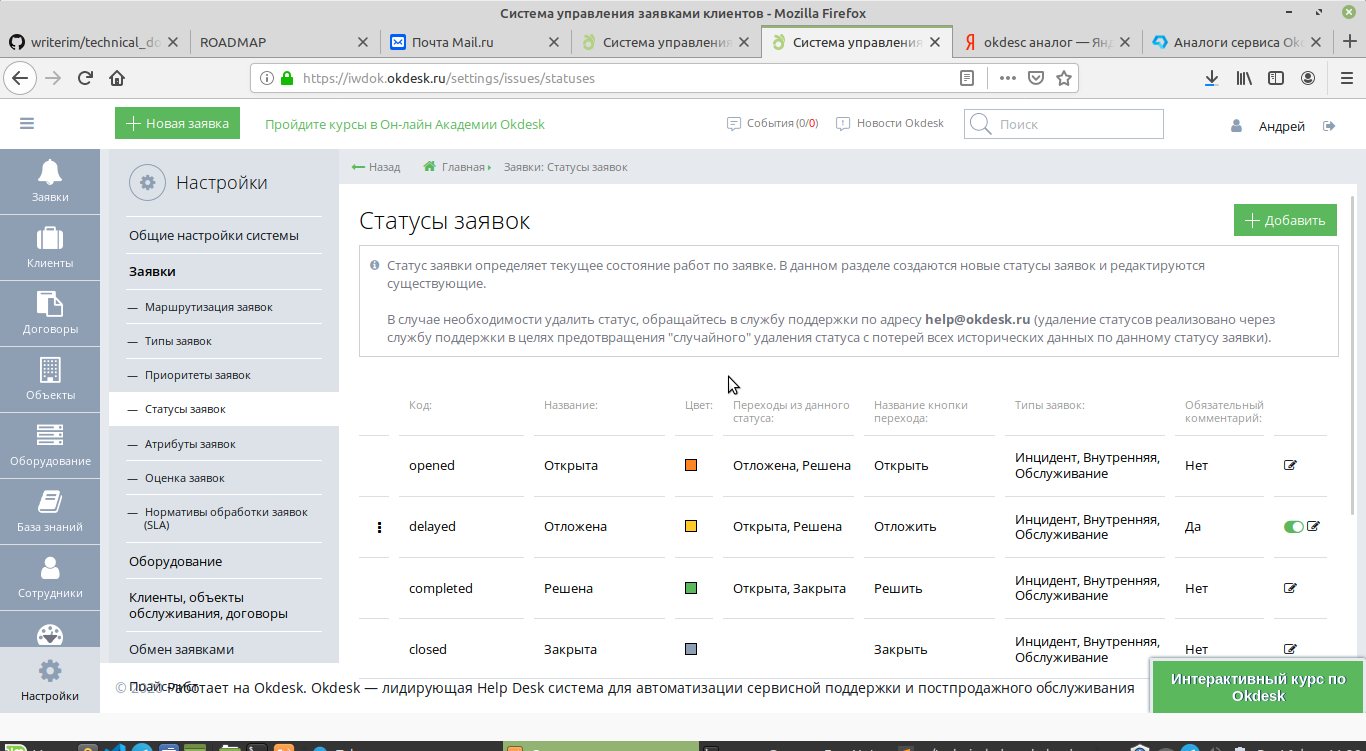 Система управления заявками клиентов - Mozilla Firefox
writerim/technical_do
ROADMAP
Почта Mail.ru
Система управления
Система управления
okdesc аналог — Ян
Аналоги сервиса Ok
https://iwdok.okdesk.ru/settings/issues/statuses
Новая заявка
Пройдите курсы в Он-лайн Академии Okdesk
События (0/0)
Новости Okdesk
Поиск
Андрей
Заявки
Клиенты
Договоры
Объекты
Оборудование
База знаний
Сотрудники
Настройки
Настройки
Общие настройки системы
Заявки
— Маршрутизация заявок
— Типы заявок
— Приоритеты заявок
— Статусы заявок
— Атрибуты заявок
— Оценка заявок
— Нормативы обработки заявок
(SLA)
Оборудование
Клиенты, объекты
обслуживания, договоры
Обмен заявками
Назад
Главная
Заявки: Статусы заявок
Статусы заявок
Добавить
Статус заявки определяет текущее состояние работ по заявке. В данном разделе создаются новые статусы заявок и редактируются
существующие.
В случае необходимости удалить статус, обращайтесь в службу поддержки по адресу help@okdesk.ru (удаление статусов реализовано через
службу поддержки в целях предотвращения "случайного" удаления статуса с потерей всех исторических данных по данному статусу заявки).
Код: Название: Цвет: Переходы из данного статуса: Название кнопки перехода: Типы заявок: Обязательный комментарий:
opened Открыта Отложена, Решена Открыть Инцидент, Внутренняя, Обслуживание Нет
delayed Отложена Открыта, Решена Отложить Инцидент, Внутренняя, Обслуживание Да
completed Решена Открыта, Закрыта Решить Инцидент, Внутренняя, Обслуживание Нет
closed Закрыта Закрыть Инцидент, Внутренняя, Обслуживание Нет
Работает на Okdesk. Okdesk — лидирующая Help Desk система для автоматизации сервисной поддержки и постпродажного обслуживания
Интерактивный курс по
Okdesk